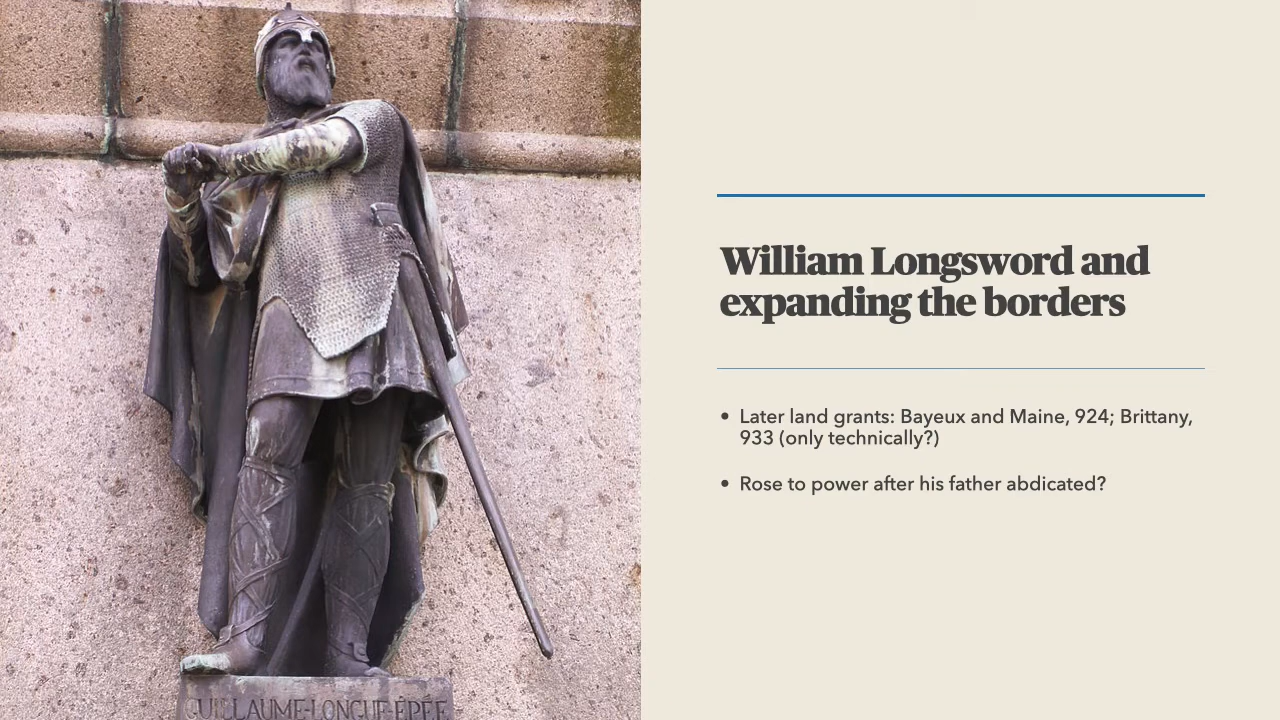 William Longsword and
expanding the borders
• Later land grants: Bayeux and Maine, 924; Brittany,
933 (only technically?)
• Rose to power after his father abdicated?
GUILLAUME-LONGUE-ÉPÉE